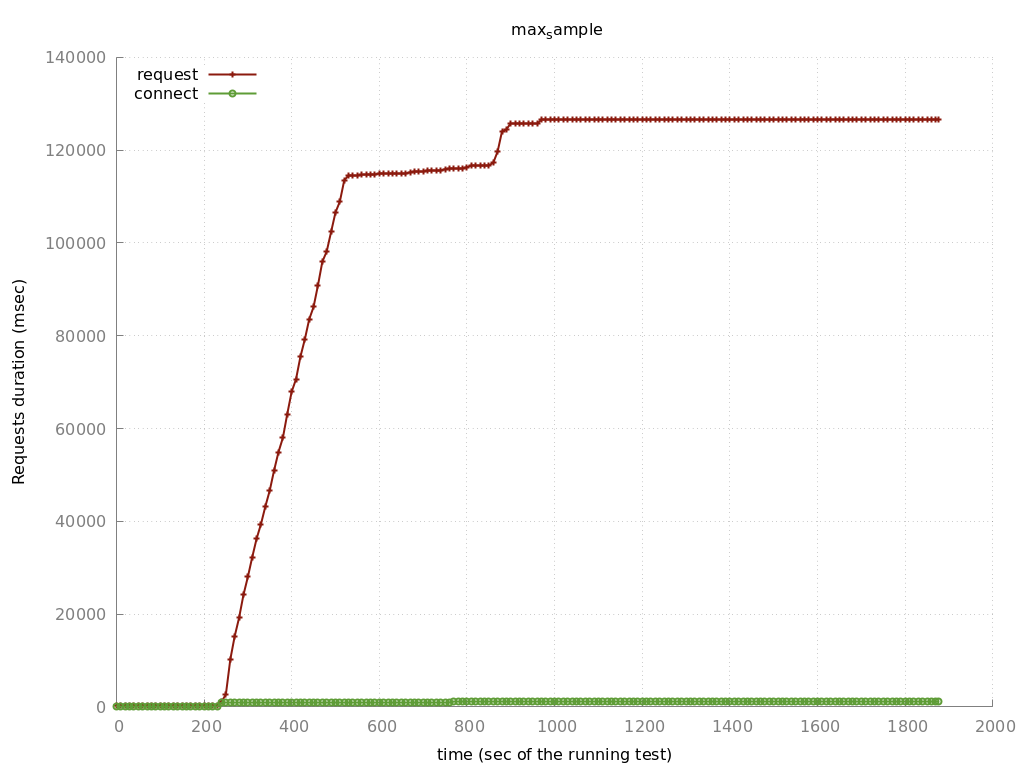 max_sample
request
connect
140000
120000
100000
80000
60000
40000
20000
0
Requests duration (msec)
0 200 400 600 800 1000 1200 1400 1600 1800 2000
time (sec of the running test)